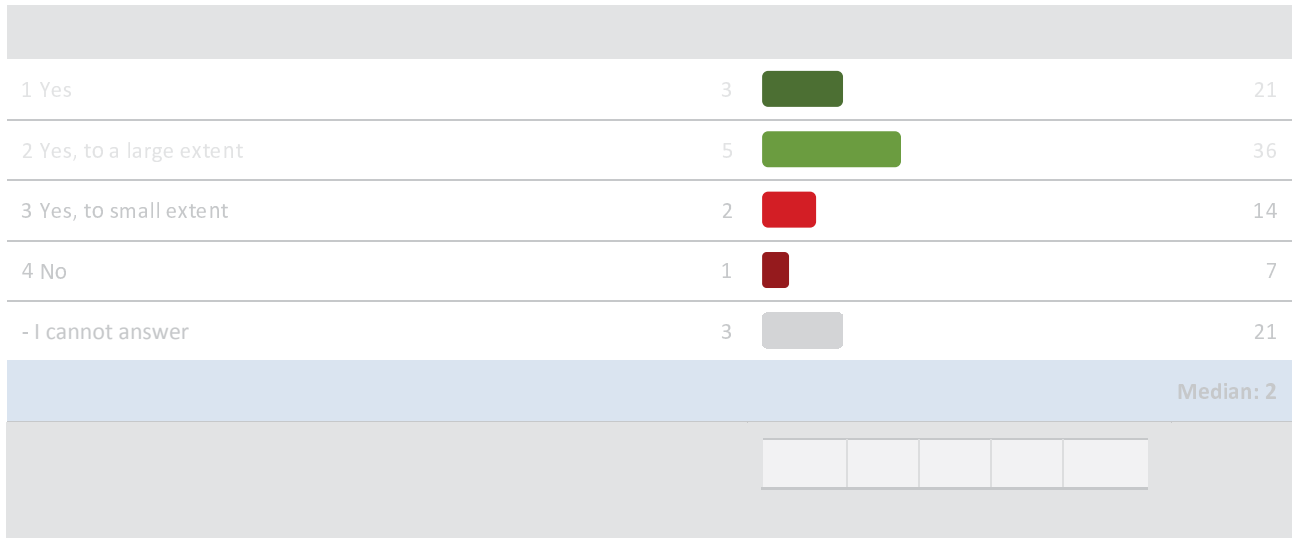 1 Yes 3 21
2 Yes, to a large extent 5 36
3 Yes, to small extent 2 14
4 No 1 7
- I cannot answer 3 21
Median: 2